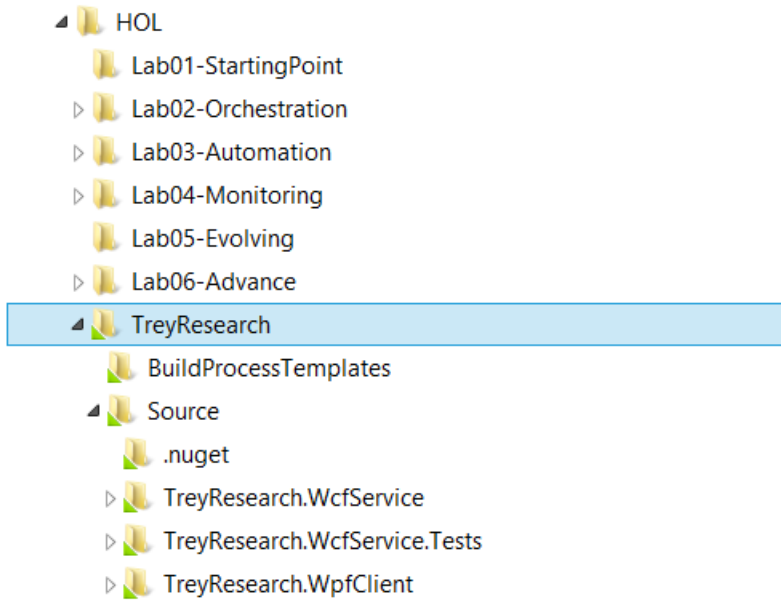 HOL
Lab01-StartingPoint
Lab02-Orchestration
Lab03-Automation
Lab04-Monitoring
Lab05-Evolving
Lab06-Advance
TreyResearch
BuildProcessTemplates
Source
.nuget
TreyResearch.WcfService
TreyResearch.WcfService.Tests
TreyResearch.WpfClient